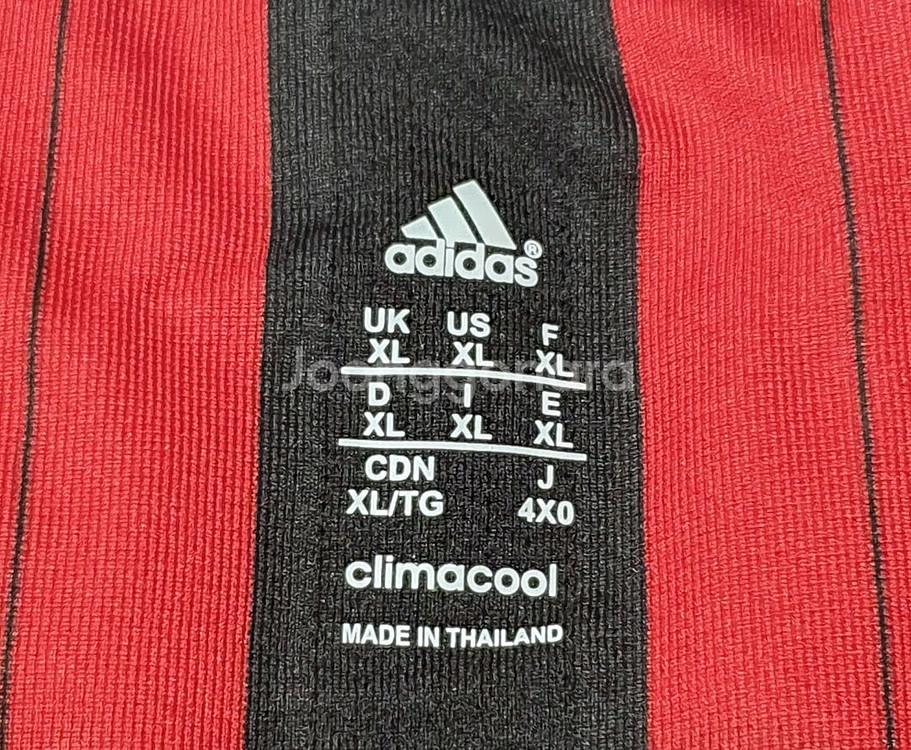 adidas®
UK US F
XL XL XL
D I E
XL XL XL
CDN J
XL/TG 4X0
climacool
MADE IN THAILAND